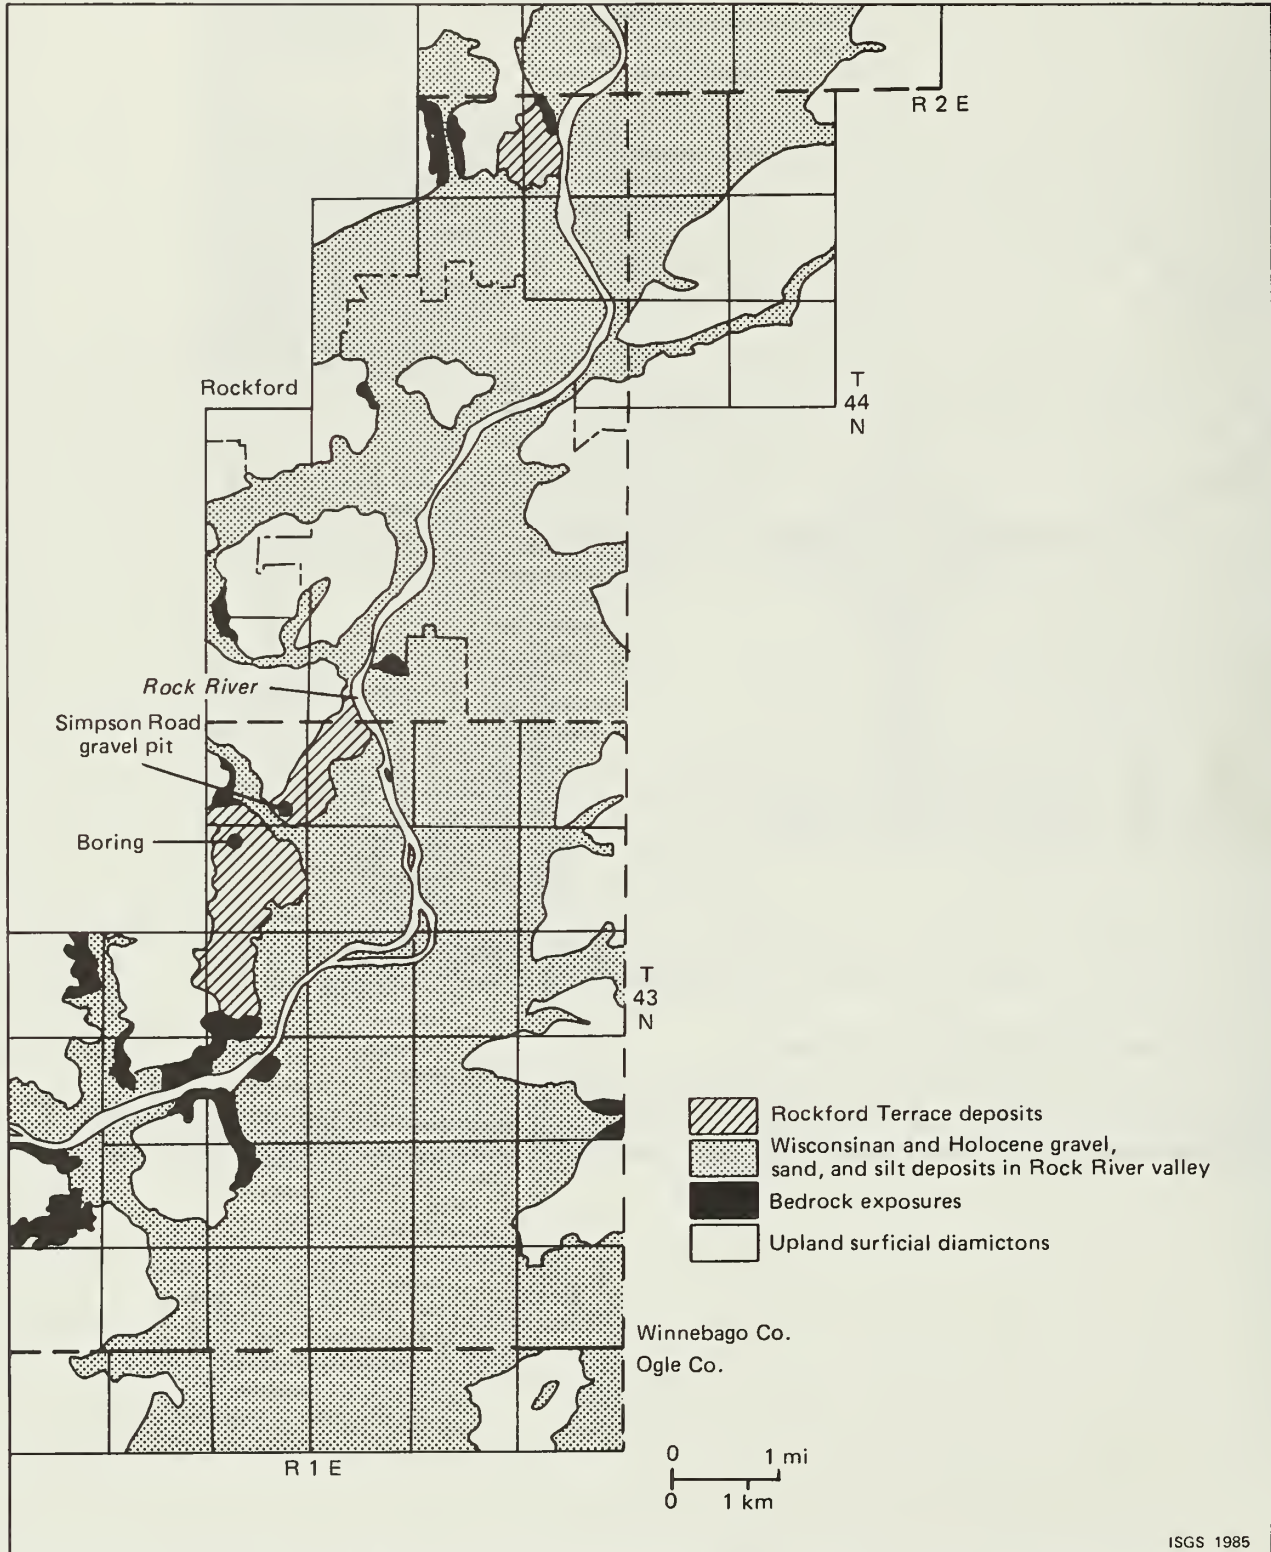 R 2 E
Rockford
T
44
N
Rock River
Simpson Road
gravel pit
Boring
T
43
N
Rockford Terrace deposits
Wisconsinan and Holocene gravel,
sand, and silt deposits in Rock River valley
Bedrock exposures
Upland surficial diamictons
Winnebago Co.
Ogle Co.
R 1 E
0 1 mi
0 1 km
ISGS 1985